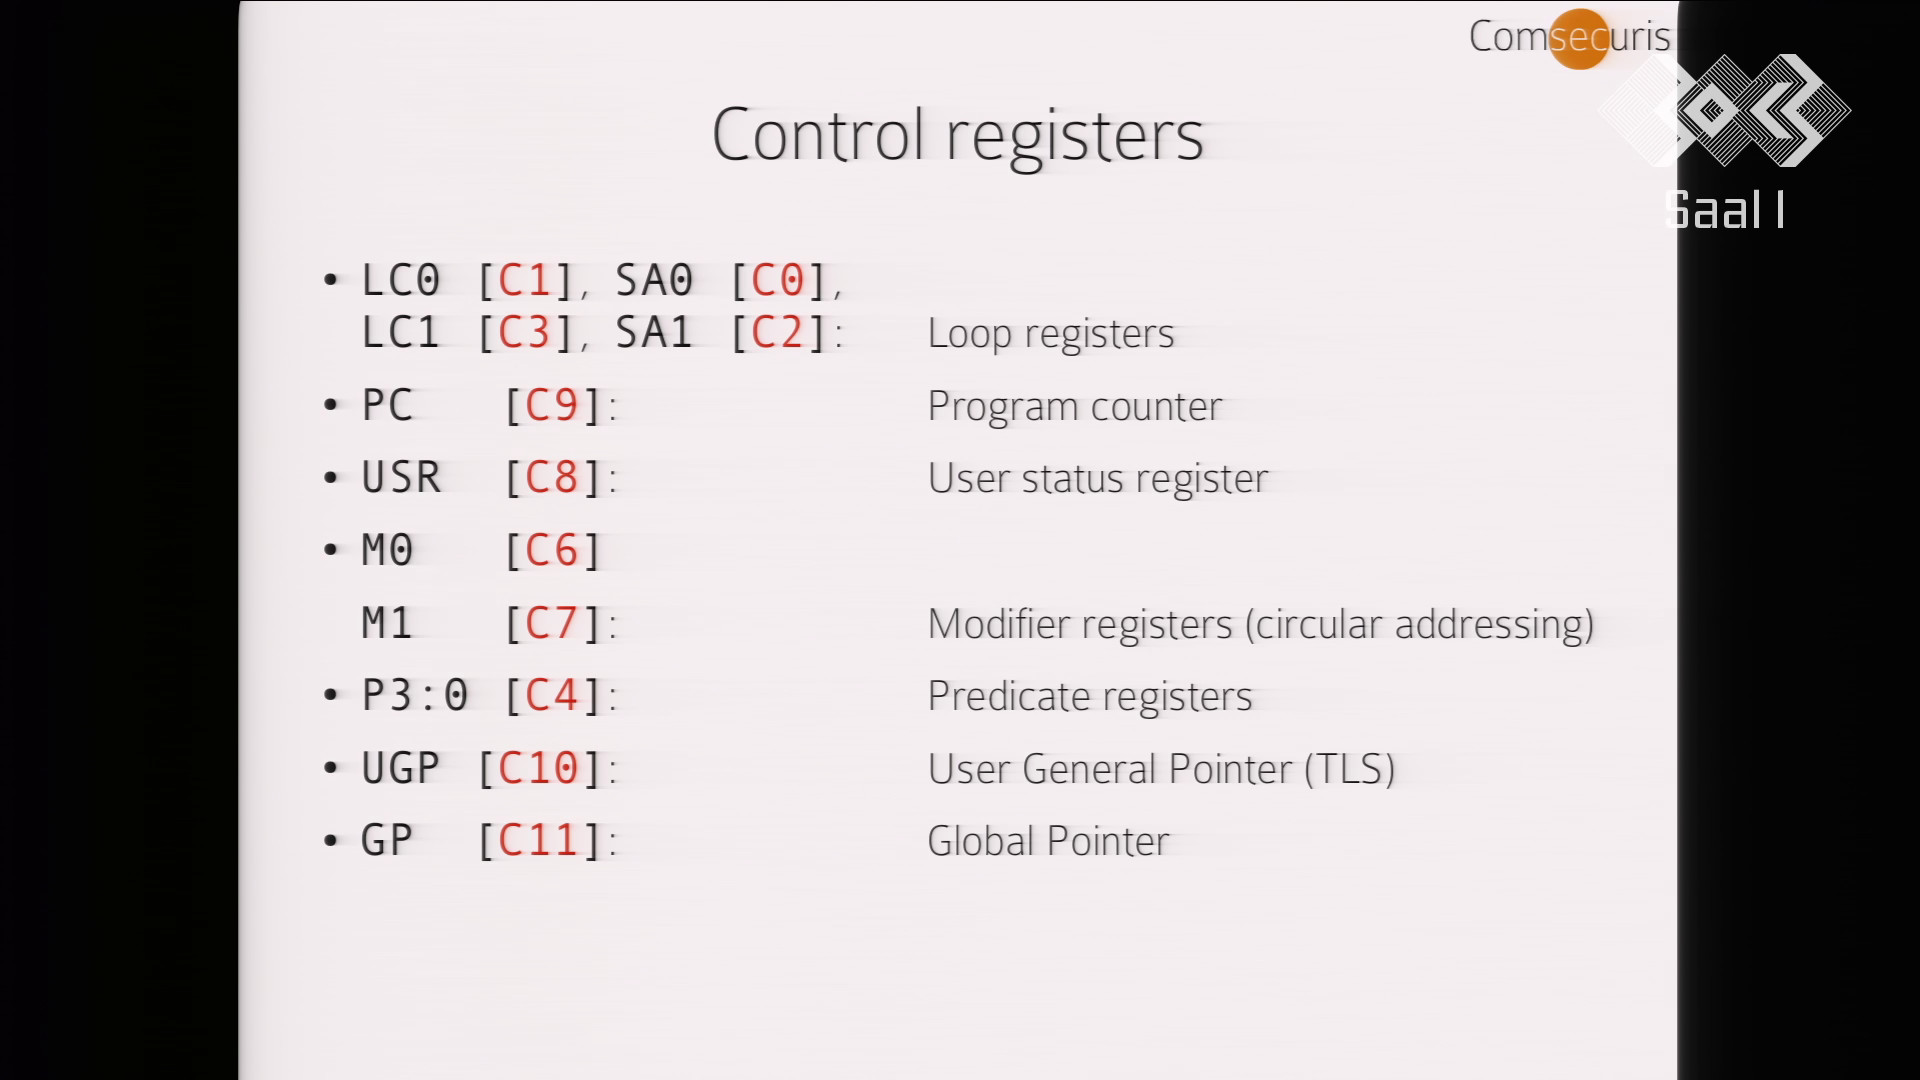 Comsecuris
Control registers
Saal 1
• LC0 [C1], SA0 [C0],
LC1 [C3], SA1 [C2]: Loop registers
• PC [C9]: Program counter
• USR [C8]: User status register
• M0 [C6]
M1 [C7]: Modifier registers (circular addressing)
• P3:0 [C4]: Predicate registers
• UGP [C10]: User General Pointer (TLS)
• GP [C11]: Global Pointer